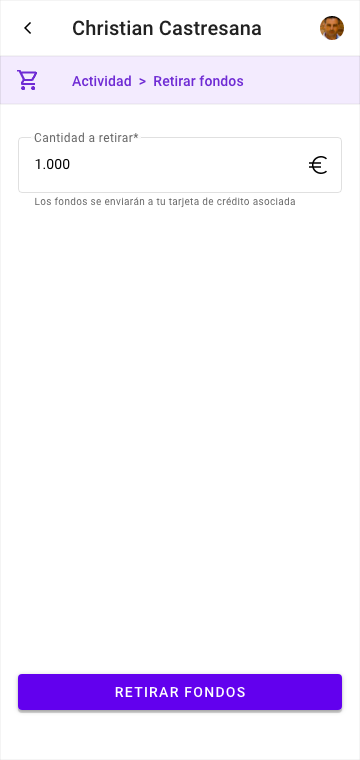 Christian Castresana
Actividad > Retirar fondos
Cantidad a retirar*
1.000 €
Los fondos se enviarán a tu tarjeta de crédito asociada
RETIRAR FONDOS